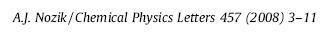 A.J. Nozik / Chemical Physics Letters 457 (2008) 3–11